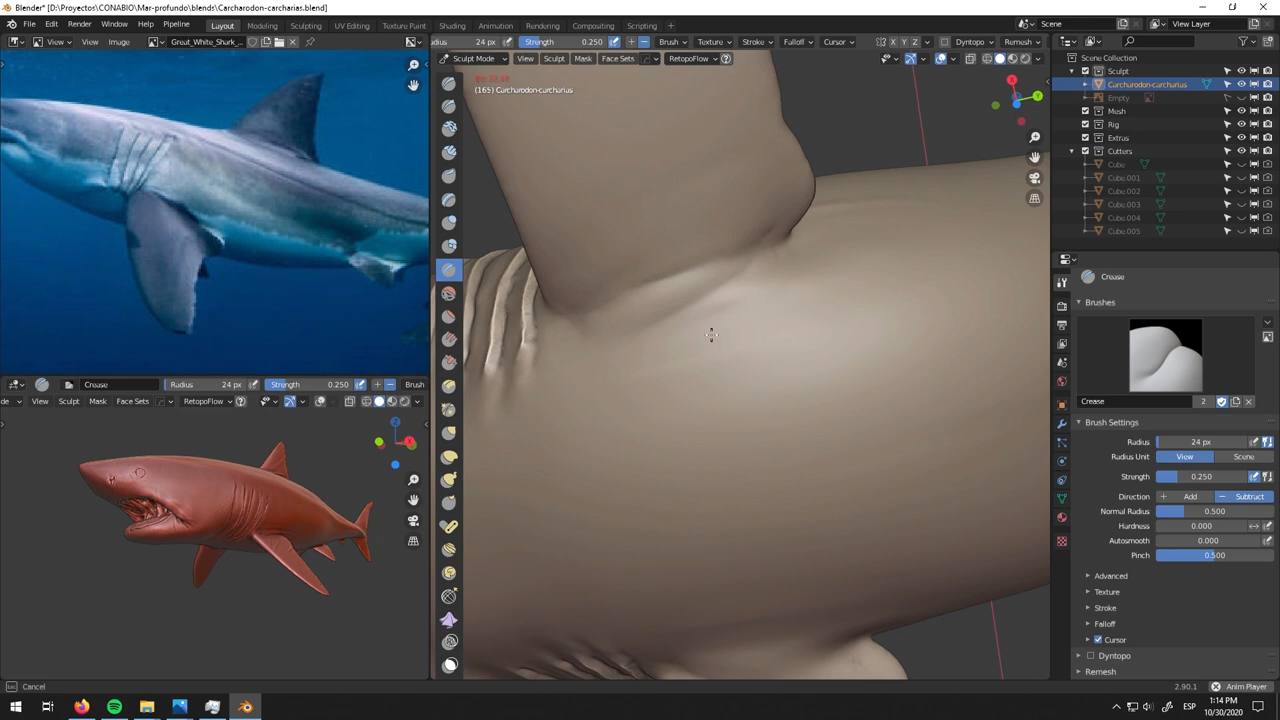 Blender* [D:\Proyectos\CONABIO\Mar-profundo\blends\Carcharodon-carcharias.blend]
File Edit Render Window Help Pipeline Layout Modeling Sculpting UV Editing Texture Paint Shading Animation Rendering Compositing Scripting + Scene View Layer
View View Image Great_White_Shark_ adius 24 px Strength 0.250 Brush Texture Stroke Falloff Cursor X Y Z Dyntopo Remesh
Sculpt Mode View Sculpt Mask Face Sets RetopoFlow
Scene Collection
Sculpt
Carcharodon-carcharias
Empty
Mesh
Rig
Extras
Cutters
Cube
Cube.001
Cube.002
Cube.003
Cube.004
Cube.005
(165) Carcharodon-carcharias
Crease
Brushes
Crease 2
Brush Settings
Radius 24 px
Radius Unit View Scene
Strength 0.250
Direction + Add − Subtract
Normal Radius 0.500
Hardness 0.000
Autosmooth 0.000
Pinch 0.500
Advanced
Texture
Stroke
Falloff
Cursor
Dyntopo
Remesh
Crease Radius 24 px Strength 0.250 + − Brush
de View Sculpt Mask Face Sets RetopoFlow
Cancel 2.90.1 Anim Player
ESP 1:14 PM
10/30/2020